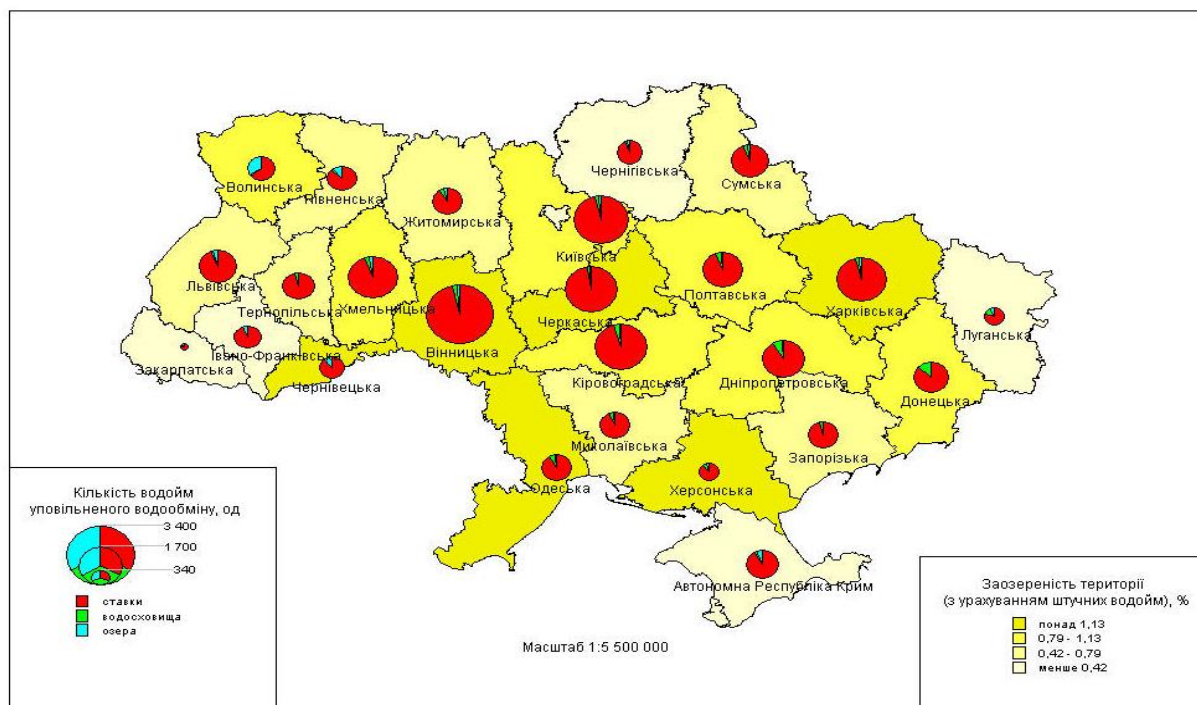 Чернігівська
Сумська
Волинська
Рівненська
Житомирська
Київська
Львівська
Тернопільська
Хмельницька
Полтавська
Харківська
Черкаська
Вінницька
Луганська
Закарпатська
Івано-Франківська
Чернівецька
Кіровоградська
Дніпропетровська
Донецька
Миколаївська
Запорізька
Одеська
Херсонська
Автономна Республіка Крим
Масштаб 1:5 500 000
Кількість водойм
уповільненого водообміну, од
3 400
1 700
340
ставки
водосховища
озера
Заозереність території
(з урахуванням штучних водойм), %
понад 1,13
0,79 - 1,13
0,42 - 0,79
менше 0,42